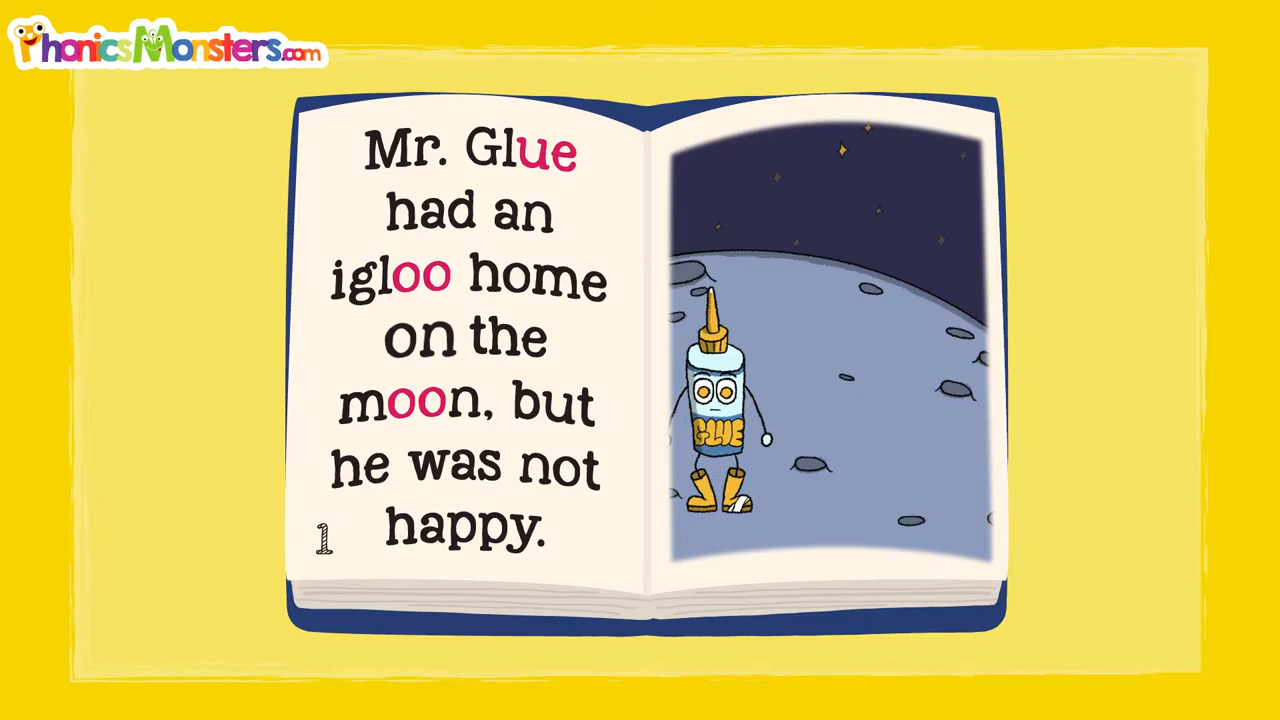 PhonicsMonsters.com
Mr. Glue
had an
igloo home
on the
moon, but
he was not
happy.
1
GLUE